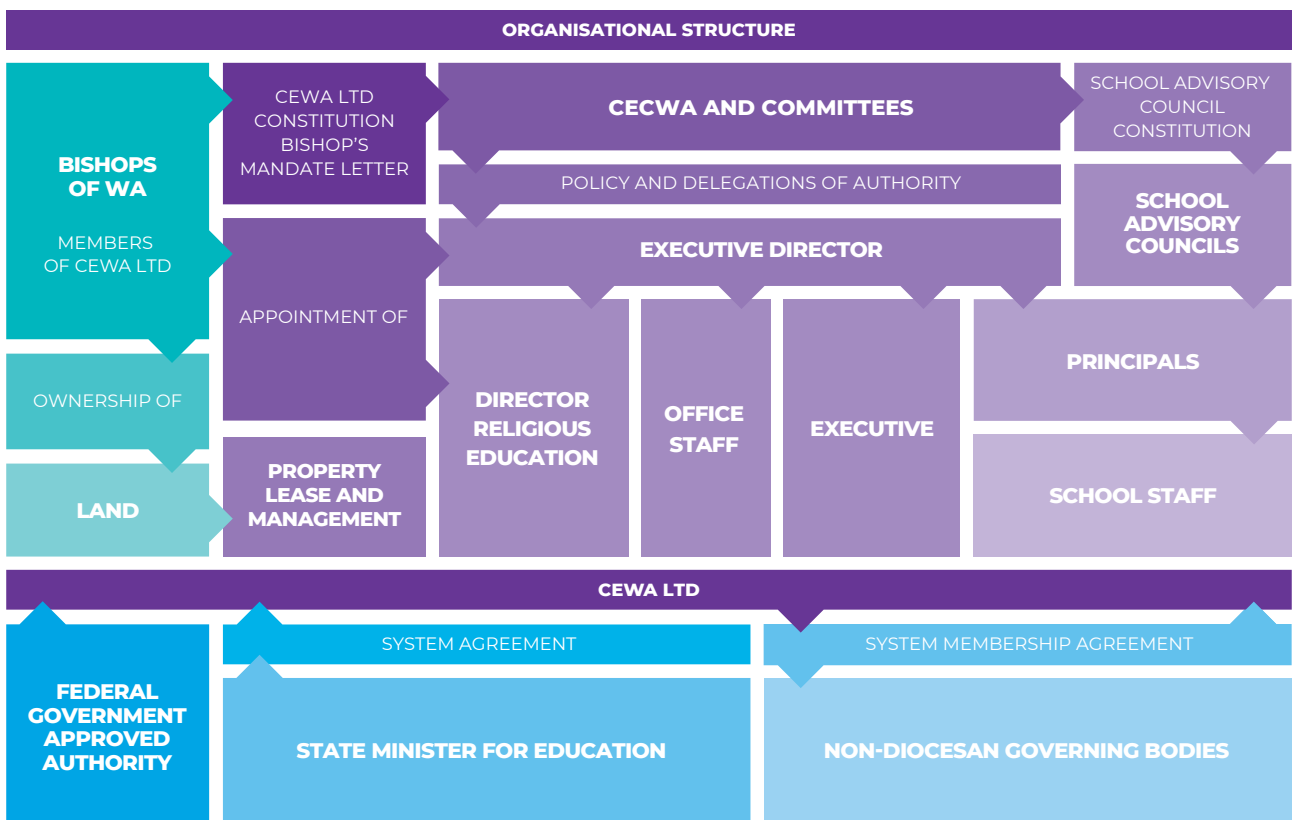 ORGANISATIONAL STRUCTURE
BISHOPS
OF WA
MEMBERS
OF CEWA LTD
OWNERSHIP OF
LAND
CEWA LTD
CONSTITUTION
BISHOP'S
MANDATE LETTER
APPOINTMENT OF
PROPERTY
LEASE AND
MANAGEMENT
CECWA AND COMMITTEES
POLICY AND DELEGATIONS OF AUTHORITY
EXECUTIVE DIRECTOR
DIRECTOR
RELIGIOUS
EDUCATION
OFFICE
STAFF
EXECUTIVE
SCHOOL ADVISORY
COUNCIL
CONSTITUTION
SCHOOL
ADVISORY
COUNCILS
PRINCIPALS
SCHOOL STAFF
CEWA LTD
FEDERAL
GOVERNMENT
APPROVED
AUTHORITY
SYSTEM AGREEMENT
STATE MINISTER FOR EDUCATION
SYSTEM MEMBERSHIP AGREEMENT
NON-DIOCESAN GOVERNING BODIES